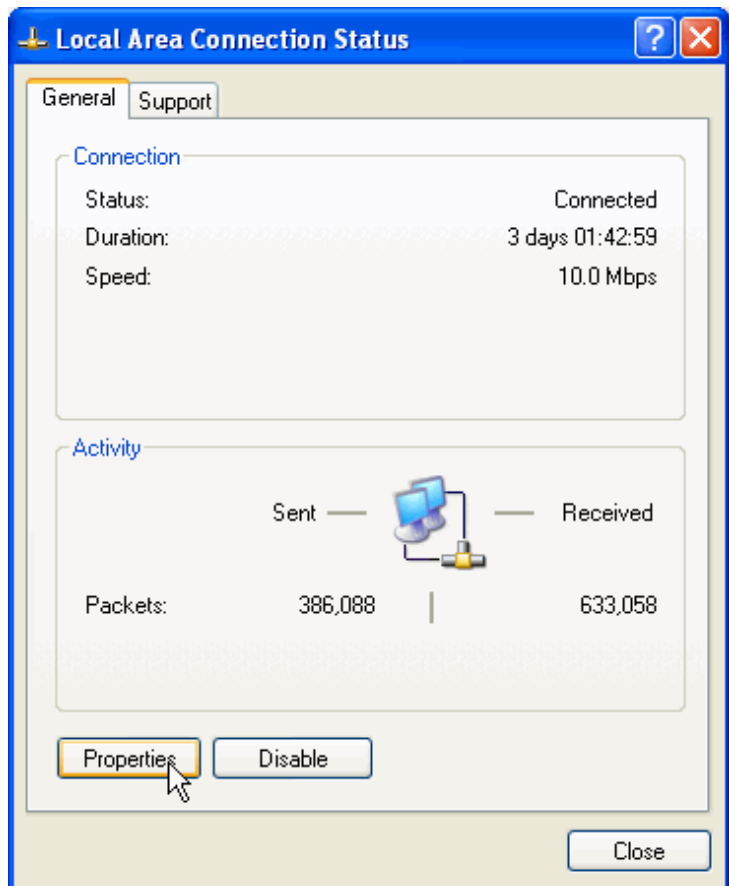 Local Area Connection Status
General Support
Connection
Status: Connected
Duration: 3 days 01:42:59
Speed: 10.0 Mbps
Activity
Sent Received
Packets: 386,088 633,058
Properties Disable
Close